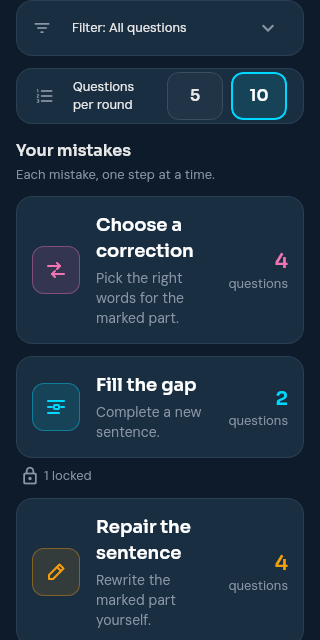 Filter: All questions
Questions
per round
5
10
Your mistakes
Each mistake, one step at a time.
Choose a
correction
Pick the right
words for the
marked part.
4
questions
Fill the gap
Complete a new
sentence.
2
questions
1 locked
Repair the
sentence
Rewrite the
marked part
yourself.
4
questions